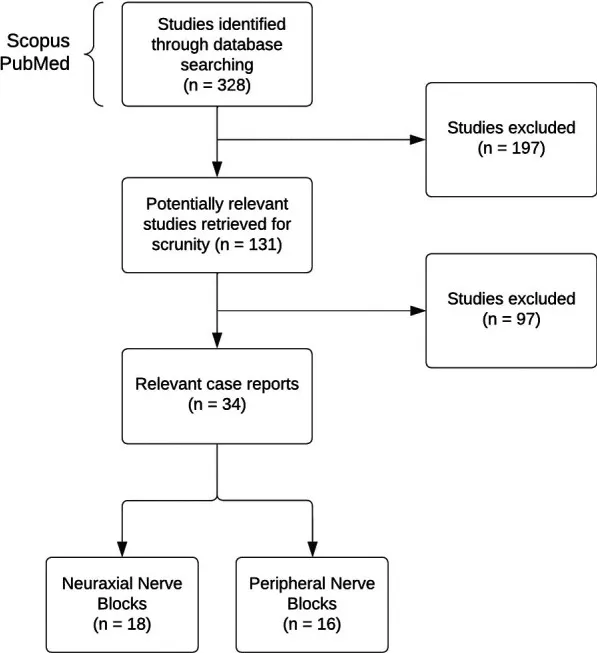 Scopus
PubMed
Studies identified
through database
searching
(n = 328)
Studies excluded
(n = 197)
Potentially relevant
studies retrieved for
scrunity (n = 131)
Studies excluded
(n = 97)
Relevant case reports
(n = 34)
Neuraxial Nerve
Blocks
(n = 18)
Peripheral Nerve
Blocks
(n = 16)